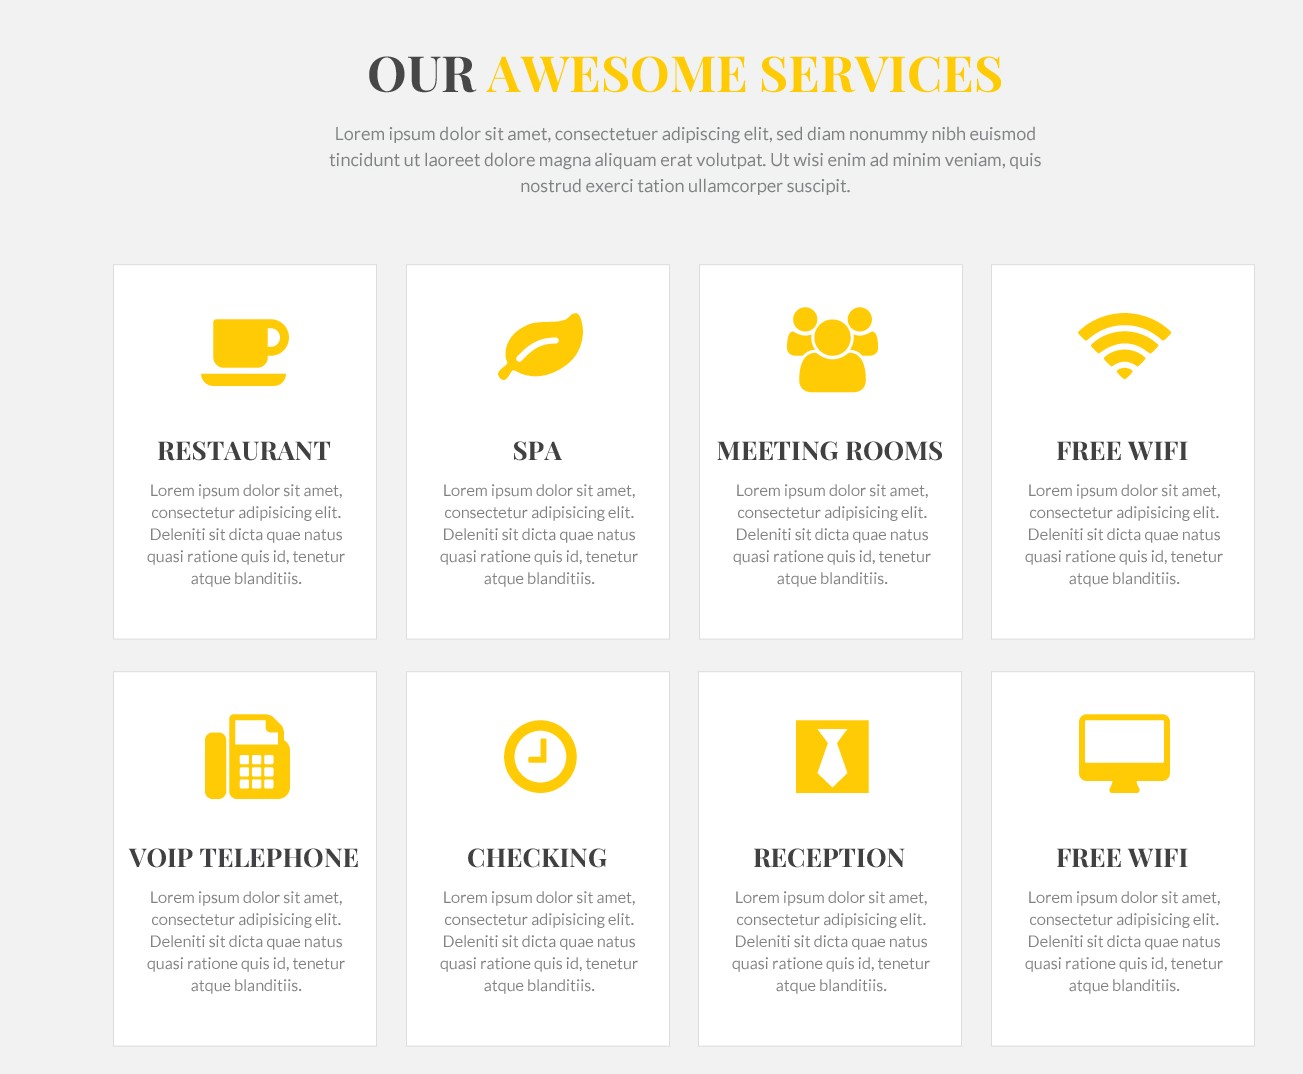 OUR AWESOME SERVICES
Lorem ipsum dolor sit amet, consectetuer adipiscing elit, sed diam nonummy nibh euismod
tincidunt ut laoreet dolore magna aliquam erat volutpat. Ut wisi enim ad minim veniam, quis
nostrud exerci tation ullamcorper suscipit.
RESTAURANT
Lorem ipsum dolor sit amet,
consectetur adipisicing elit.
Deleniti sit dicta quae natus
quasi ratione quis id, tenetur
atque blanditiis.
SPA
Lorem ipsum dolor sit amet,
consectetur adipisicing elit.
Deleniti sit dicta quae natus
quasi ratione quis id, tenetur
atque blanditiis.
MEETING ROOMS
Lorem ipsum dolor sit amet,
consectetur adipisicing elit.
Deleniti sit dicta quae natus
quasi ratione quis id, tenetur
atque blanditiis.
FREE WIFI
Lorem ipsum dolor sit amet,
consectetur adipisicing elit.
Deleniti sit dicta quae natus
quasi ratione quis id, tenetur
atque blanditiis.
VOIP TELEPHONE
Lorem ipsum dolor sit amet,
consectetur adipisicing elit.
Deleniti sit dicta quae natus
quasi ratione quis id, tenetur
atque blanditiis.
CHECKING
Lorem ipsum dolor sit amet,
consectetur adipisicing elit.
Deleniti sit dicta quae natus
quasi ratione quis id, tenetur
atque blanditiis.
RECEPTION
Lorem ipsum dolor sit amet,
consectetur adipisicing elit.
Deleniti sit dicta quae natus
quasi ratione quis id, tenetur
atque blanditiis.
FREE WIFI
Lorem ipsum dolor sit amet,
consectetur adipisicing elit.
Deleniti sit dicta quae natus
quasi ratione quis id, tenetur
atque blanditiis.